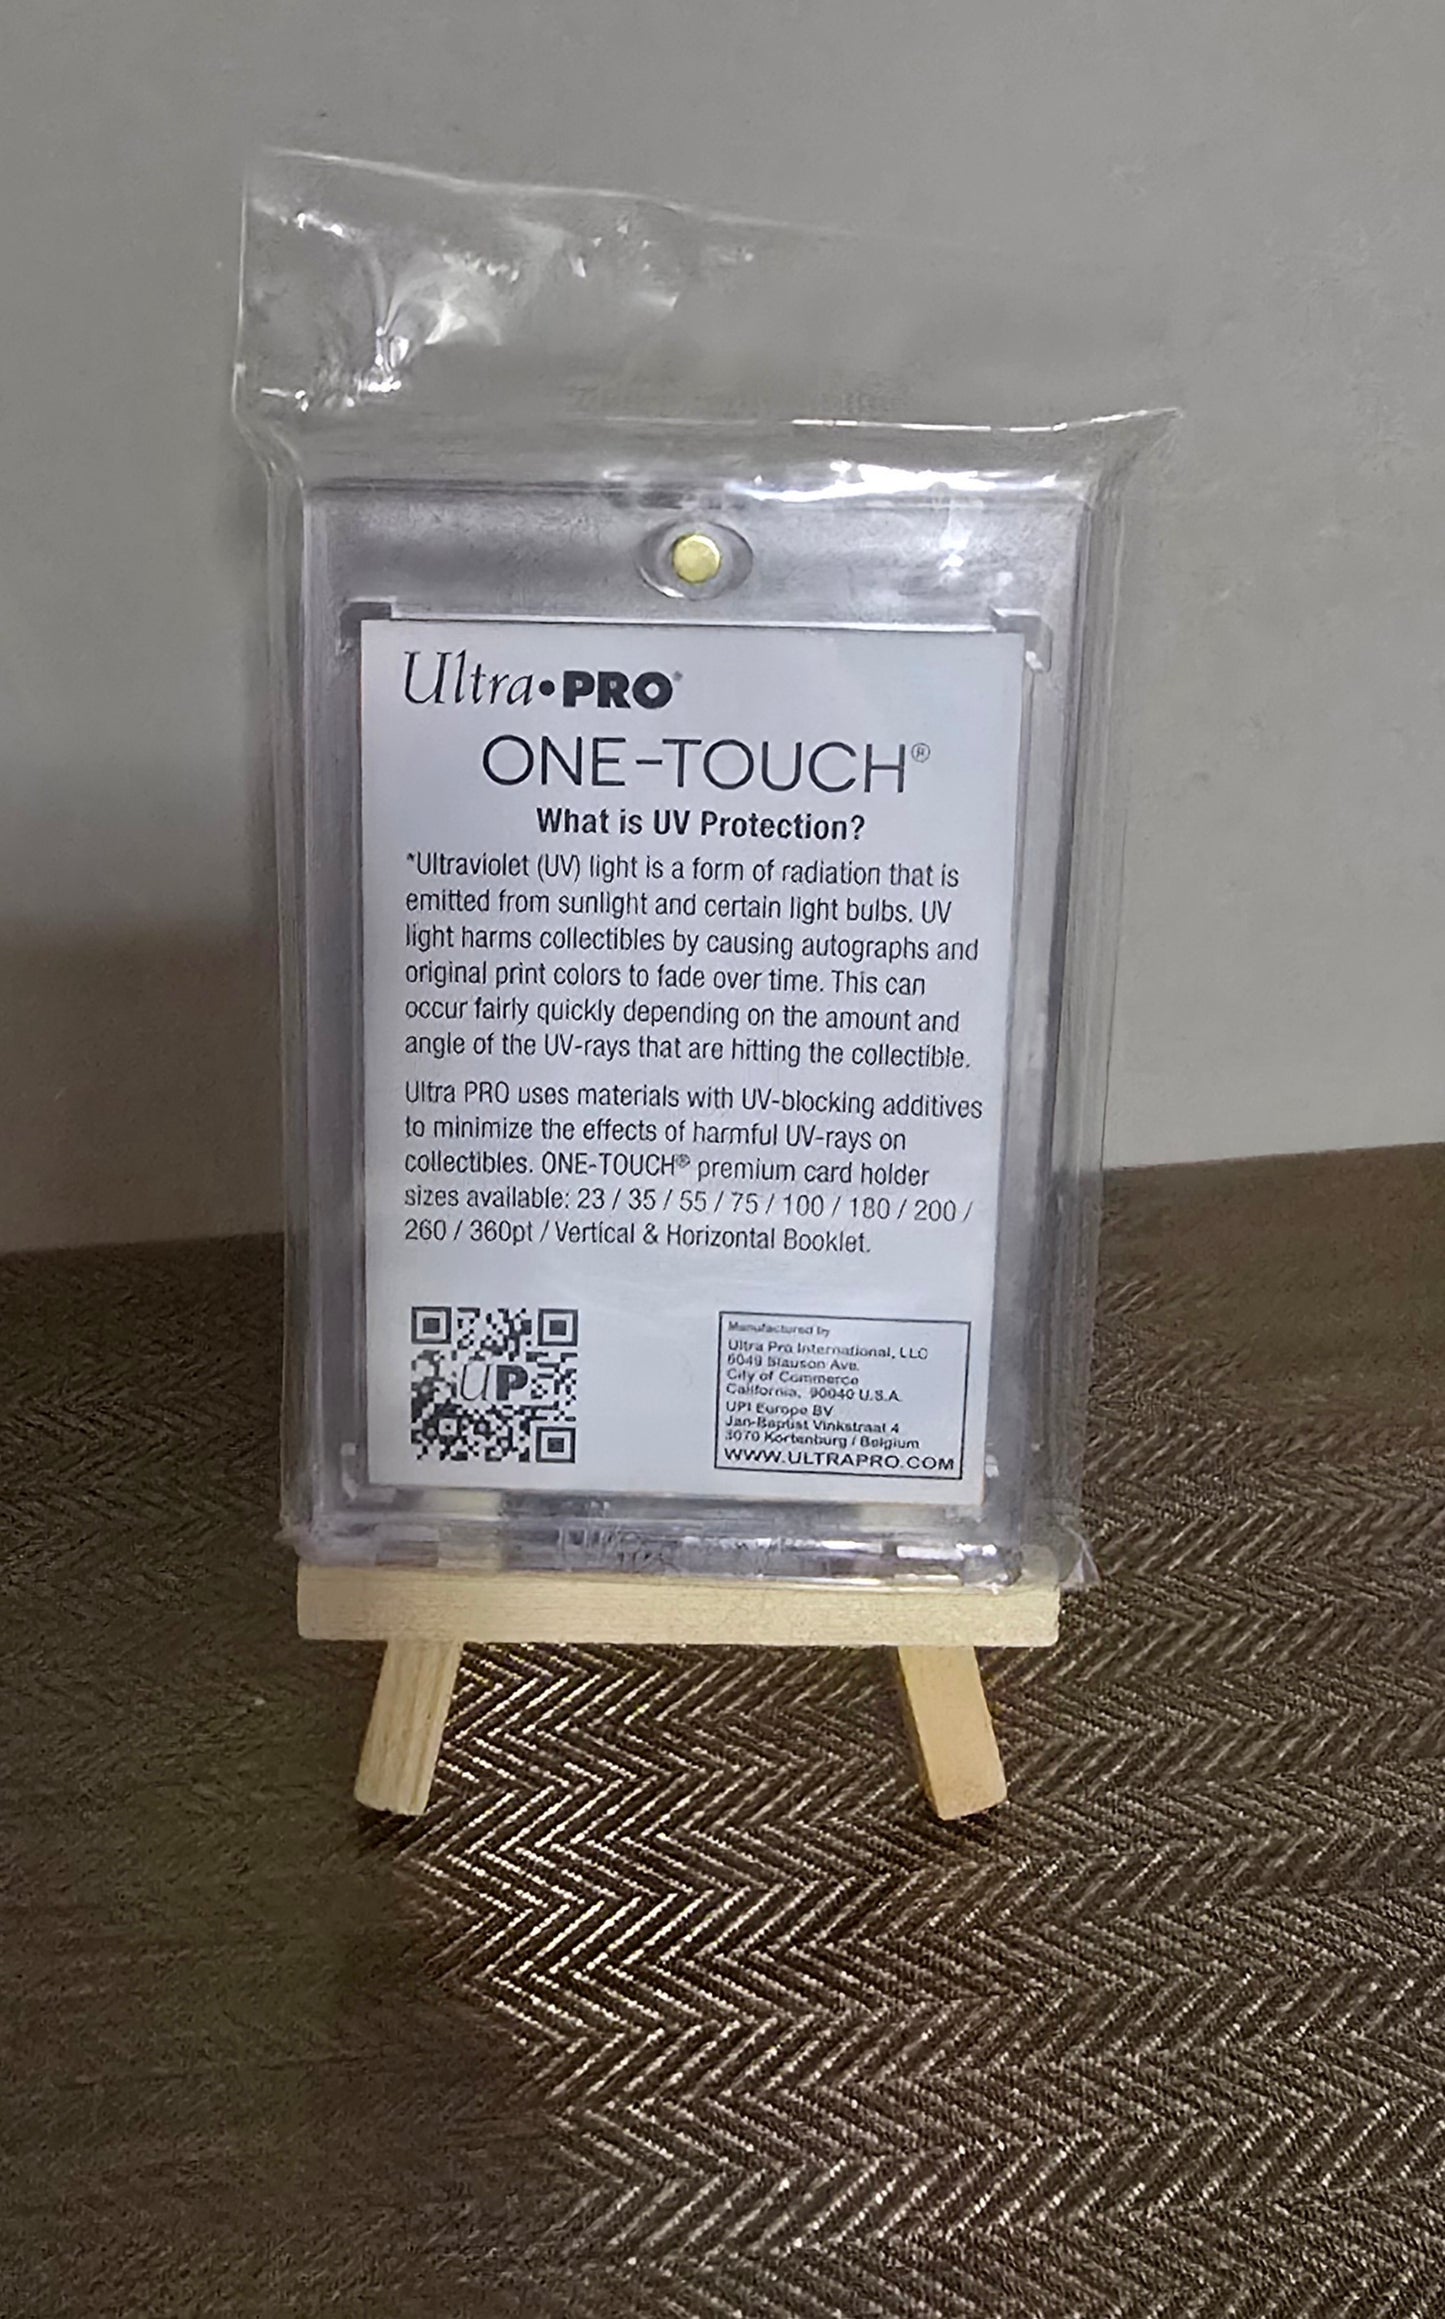 Ultra•PRO®
ONE-TOUCH®
What is UV Protection?
*Ultraviolet (UV) light is a form of radiation that is
emitted from sunlight and certain light bulbs. UV
light harms collectibles by causing autographs and
original print colors to fade over time. This can
occur fairly quickly depending on the amount and
angle of the UV-rays that are hitting the collectible.
Ultra PRO uses materials with UV-blocking additives
to minimize the effects of harmful UV-rays on
collectibles. ONE-TOUCH® premium card holder
sizes available: 23 / 35 / 55 / 75 / 100 / 180 / 200 /
260 / 360pt / Vertical & Horizontal Booklet.
UP
Manufactured by
Ultra Pro International, LLC
6049 Slauson Ave.
City of Commerce
California, 90040 U.S.A.
UPI Europe BV
Jan-Baptist Vinkstraat 4
3070 Kortenburg / Belgium
WWW.ULTRAPRO.COM